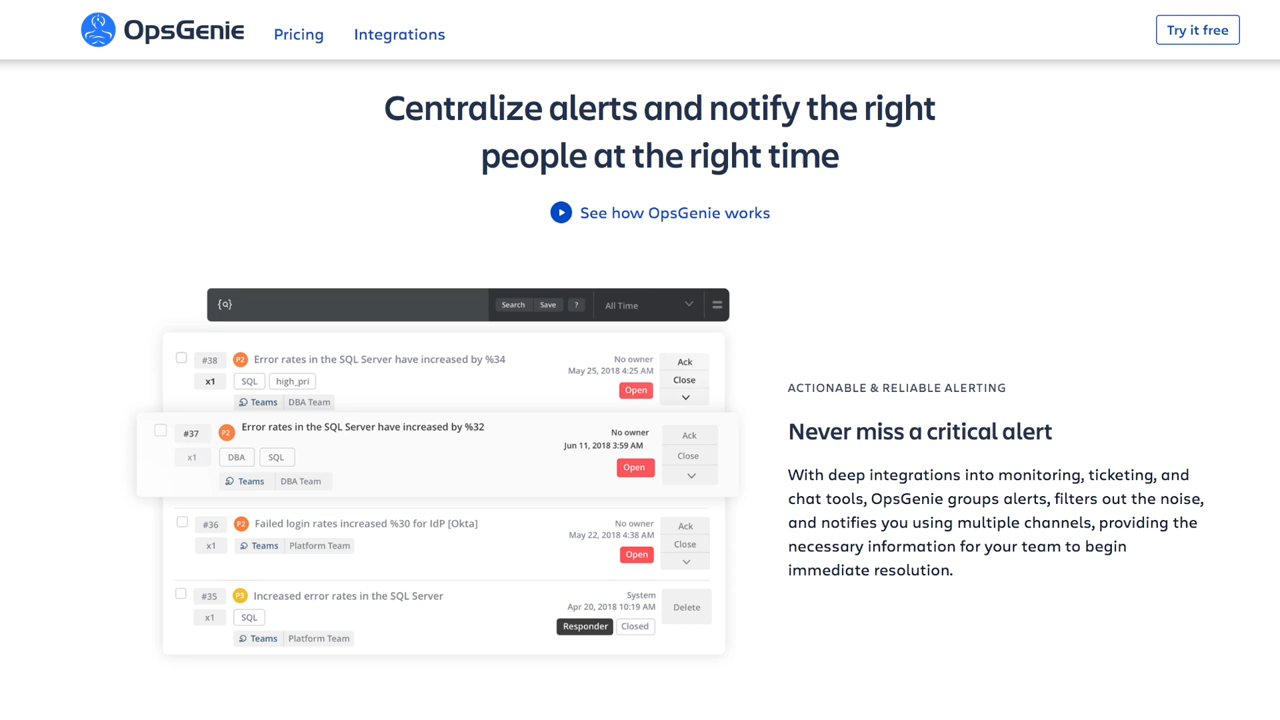 OpsGenie
Pricing
Integrations
Try it free
Centralize alerts and notify the right
people at the right time
See how OpsGenie works
Search
Save
?
All Time
#38
P2
Error rates in the SQL Server have increased by %34
No owner
May 25, 2018 4:25 AM
Ack
x1
SQL
high_pri
Open
Close
Teams
DBA Team
#37
P2
Error rates in the SQL Server have increased by %32
No owner
Jun 11, 2018 3:59 AM
Ack
x1
DBA
SQL
Open
Close
Teams
DBA Team
#36
P2
Failed login rates increased %30 for IdP [Okta]
No owner
May 22, 2018 4:38 AM
Ack
x1
Teams
Platform Team
Open
Close
#35
P3
Increased error rates in the SQL Server
System
Apr 20, 2018 10:19 AM
Delete
x1
SQL
Responder
Closed
Teams
Platform Team
ACTIONABLE & RELIABLE ALERTING
Never miss a critical alert
With deep integrations into monitoring, ticketing, and
chat tools, OpsGenie groups alerts, filters out the noise,
and notifies you using multiple channels, providing the
necessary information for your team to begin
immediate resolution.